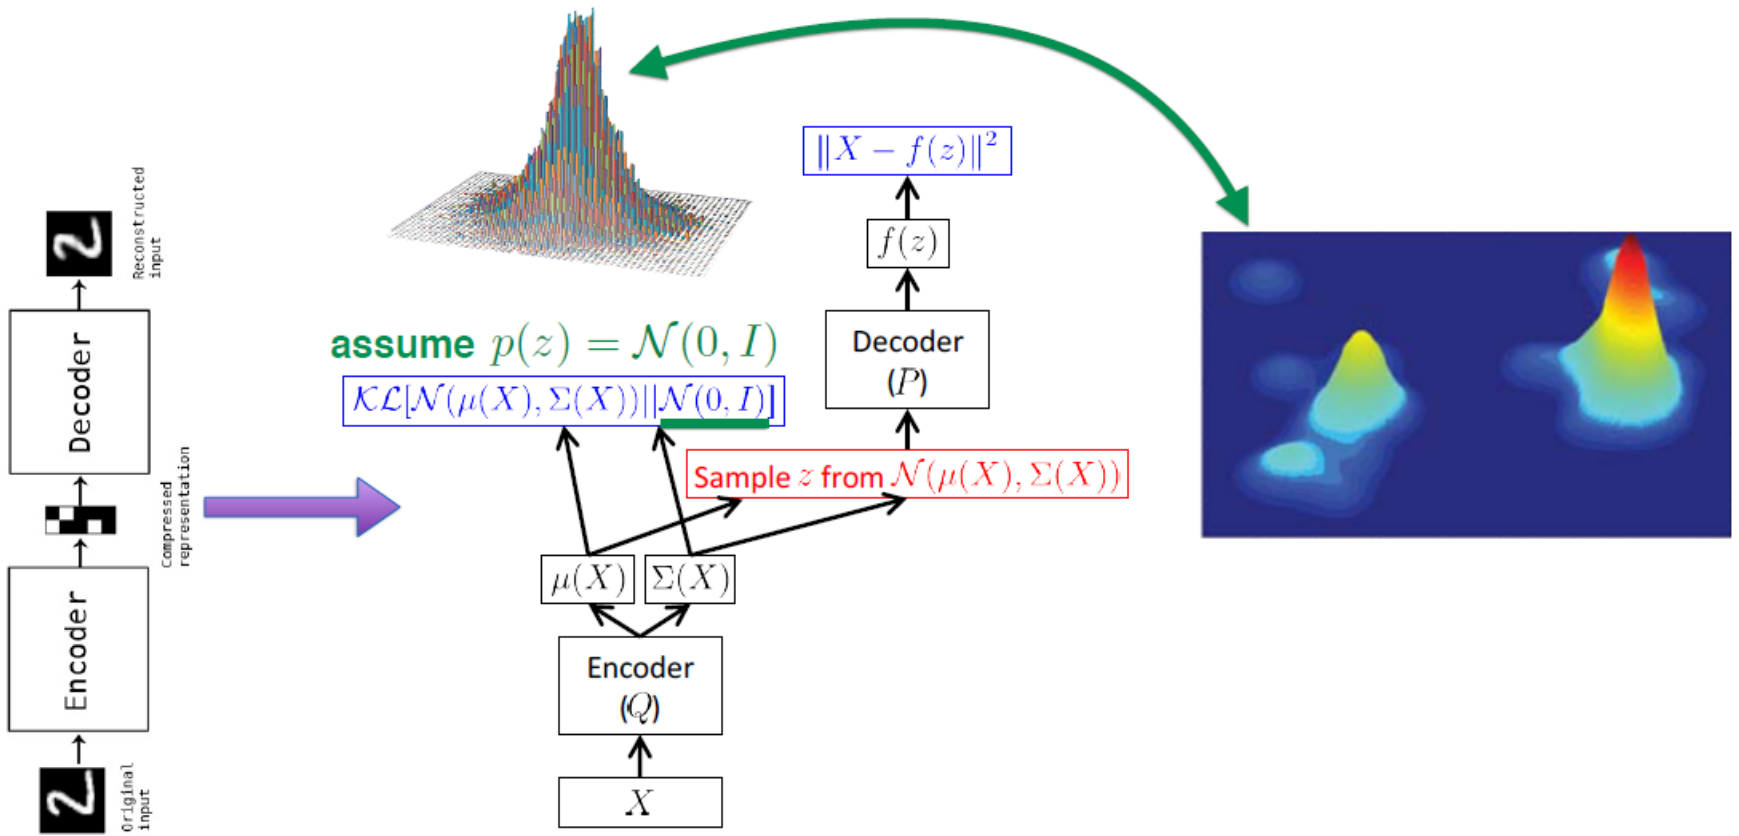 Reconstructed
input
Decoder
Compressed
representation
Encoder
Original
input
assume p(z) = 𝒩(0, I)
𝒦ℒ[𝒩(μ(X), Σ(X))||𝒩(0, I)]
μ(X)
Σ(X)
Encoder
(Q)
X
‖X − f(z)‖²
f(z)
Decoder
(P)
Sample z from 𝒩(μ(X), Σ(X))